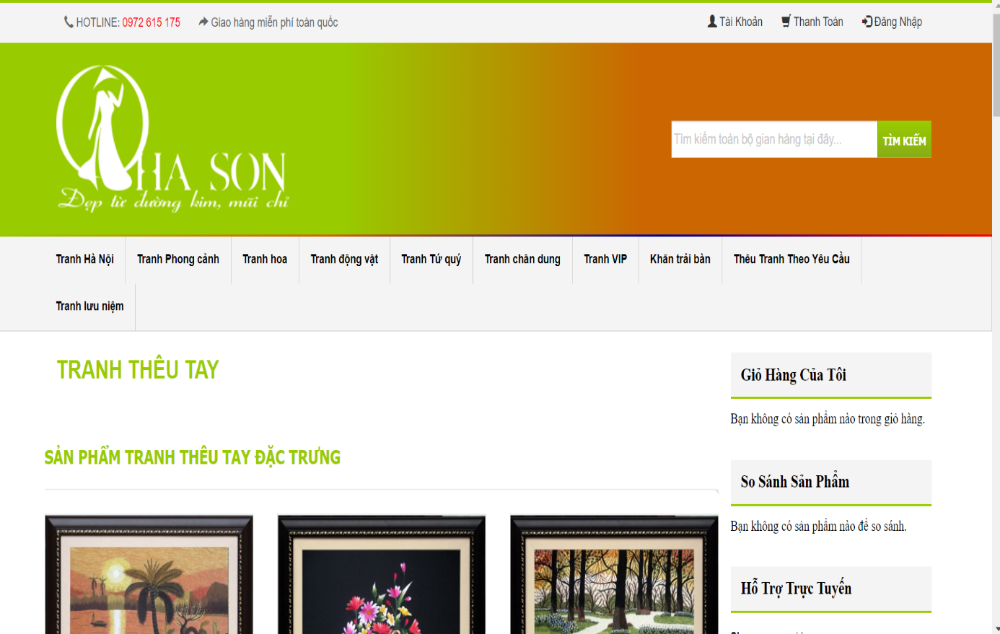 HOTLINE: 0972 615 175 Giao hàng miễn phí toàn quốc Tài Khoản Thanh Toán Đăng Nhập
HA SON
Đẹp từ đường kim, mũi chỉ
Tìm kiếm toàn bộ gian hàng tại đây... TÌM KIẾM
Tranh Hà Nội Tranh Phong cảnh Tranh hoa Tranh động vật Tranh Tứ quý Tranh chân dung Tranh VIP Khăn trải bàn Thêu Tranh Theo Yêu Cầu
Tranh lưu niệm
TRANH THÊU TAY
SẢN PHẨM TRANH THÊU TAY ĐẶC TRƯNG
Giỏ Hàng Của Tôi
Bạn không có sản phẩm nào trong giỏ hàng.
So Sánh Sản Phẩm
Bạn không có sản phẩm nào để so sánh.
Hỗ Trợ Trực Tuyến